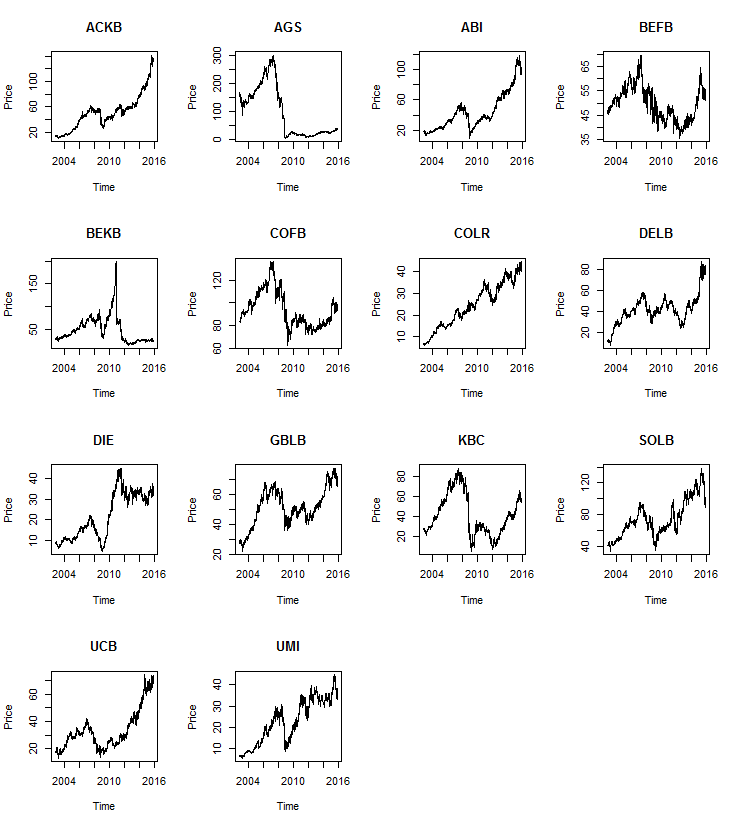 ACKB AGS ABI BEFB
Price 20 60 100 2004 2010 2016 Time
Price 0 100 200 300 2004 2010 2016 Time
Price 20 60 100 2004 2010 2016 Time
Price 35 45 55 65 2004 2010 2016 Time
BEKB COFB COLR DELB
Price 50 150 2004 2010 2016 Time
Price 60 80 120 2004 2010 2016 Time
Price 10 20 30 40 2004 2010 2016 Time
Price 20 40 60 80 2004 2010 2016 Time
DIE GBLB KBC SOLB
Price 10 20 30 40 2004 2010 2016 Time
Price 20 40 60 2004 2010 2016 Time
Price 20 40 60 80 2004 2010 2016 Time
Price 40 80 120 2004 2010 2016 Time
UCB UMI
Price 20 40 60 2004 2010 2016 Time
Price 10 20 30 40 2004 2010 2016 Time